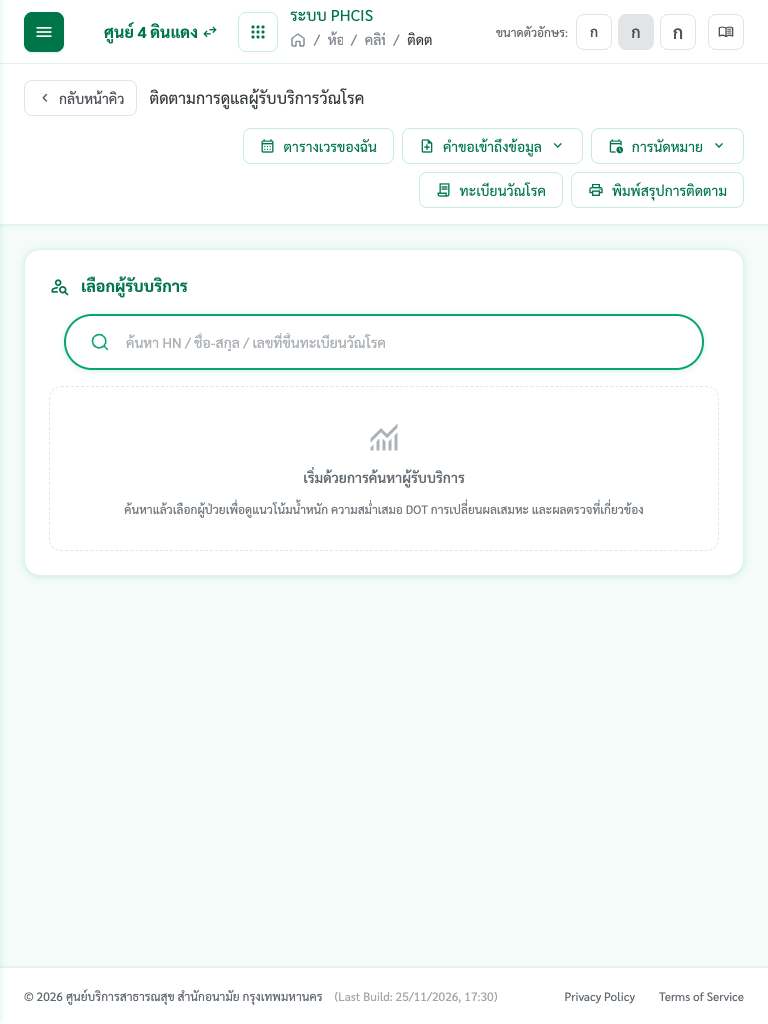 ศูนย์ 4 ดินแดง
ระบบ PHCIS
/ ห้อ / คลินิ / ติดต
ขนาดตัวอักษร: ก ก ก
กลับหน้าคิว
ติดตามการดูแลผู้รับบริการวัณโรค
ตารางเวรของฉัน
คำขอเข้าถึงข้อมูล
การนัดหมาย
ทะเบียนวัณโรค
พิมพ์สรุปการติดตาม
เลือกผู้รับบริการ
ค้นหา HN / ชื่อ-สกุล / เลขที่ขึ้นทะเบียนวัณโรค
เริ่มด้วยการค้นหาผู้รับบริการ
ค้นหาแล้วเลือกผู้ป่วยเพื่อดูแนวโน้มน้ำหนัก ความสม่ำเสมอ DOT การเปลี่ยนผลเสมหะ และผลตรวจที่เกี่ยวข้อง
© 2026 ศูนย์บริการสาธารณสุข สำนักอนามัย กรุงเทพมหานคร (Last Build: 25/11/2026, 17:30) Privacy Policy Terms of Service